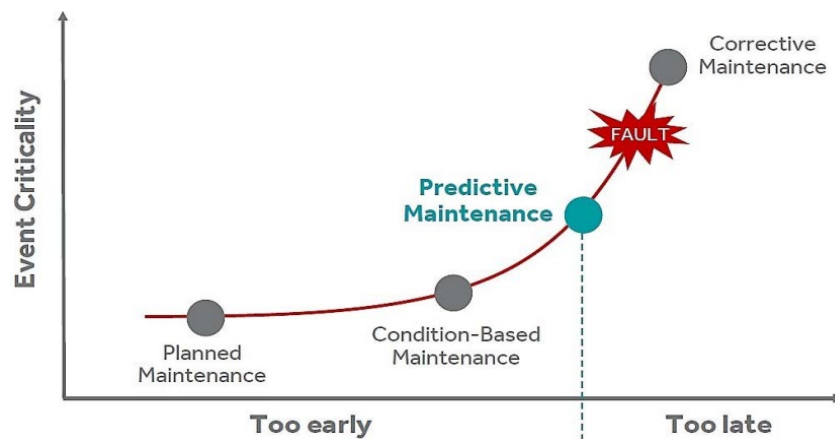 Corrective
Maintenance
FAULT
Predictive
Maintenance
Event Criticality
Condition-Based
Maintenance
Planned
Maintenance
Too early
Too late